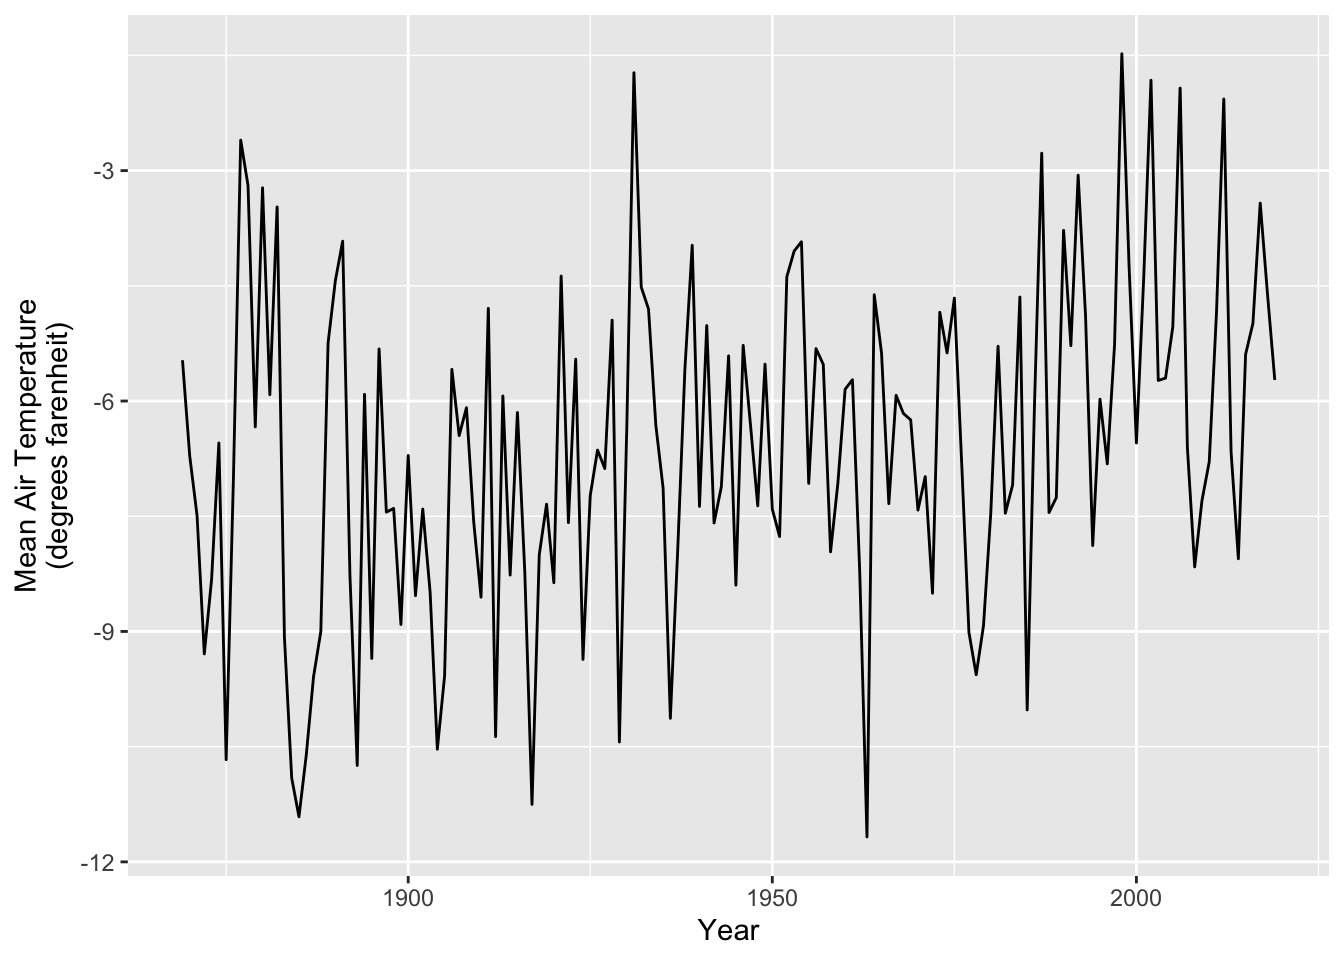 Mean Air Temperature
(degrees farenheit)
-3
-6
-9
-12
1900
1950
2000
Year